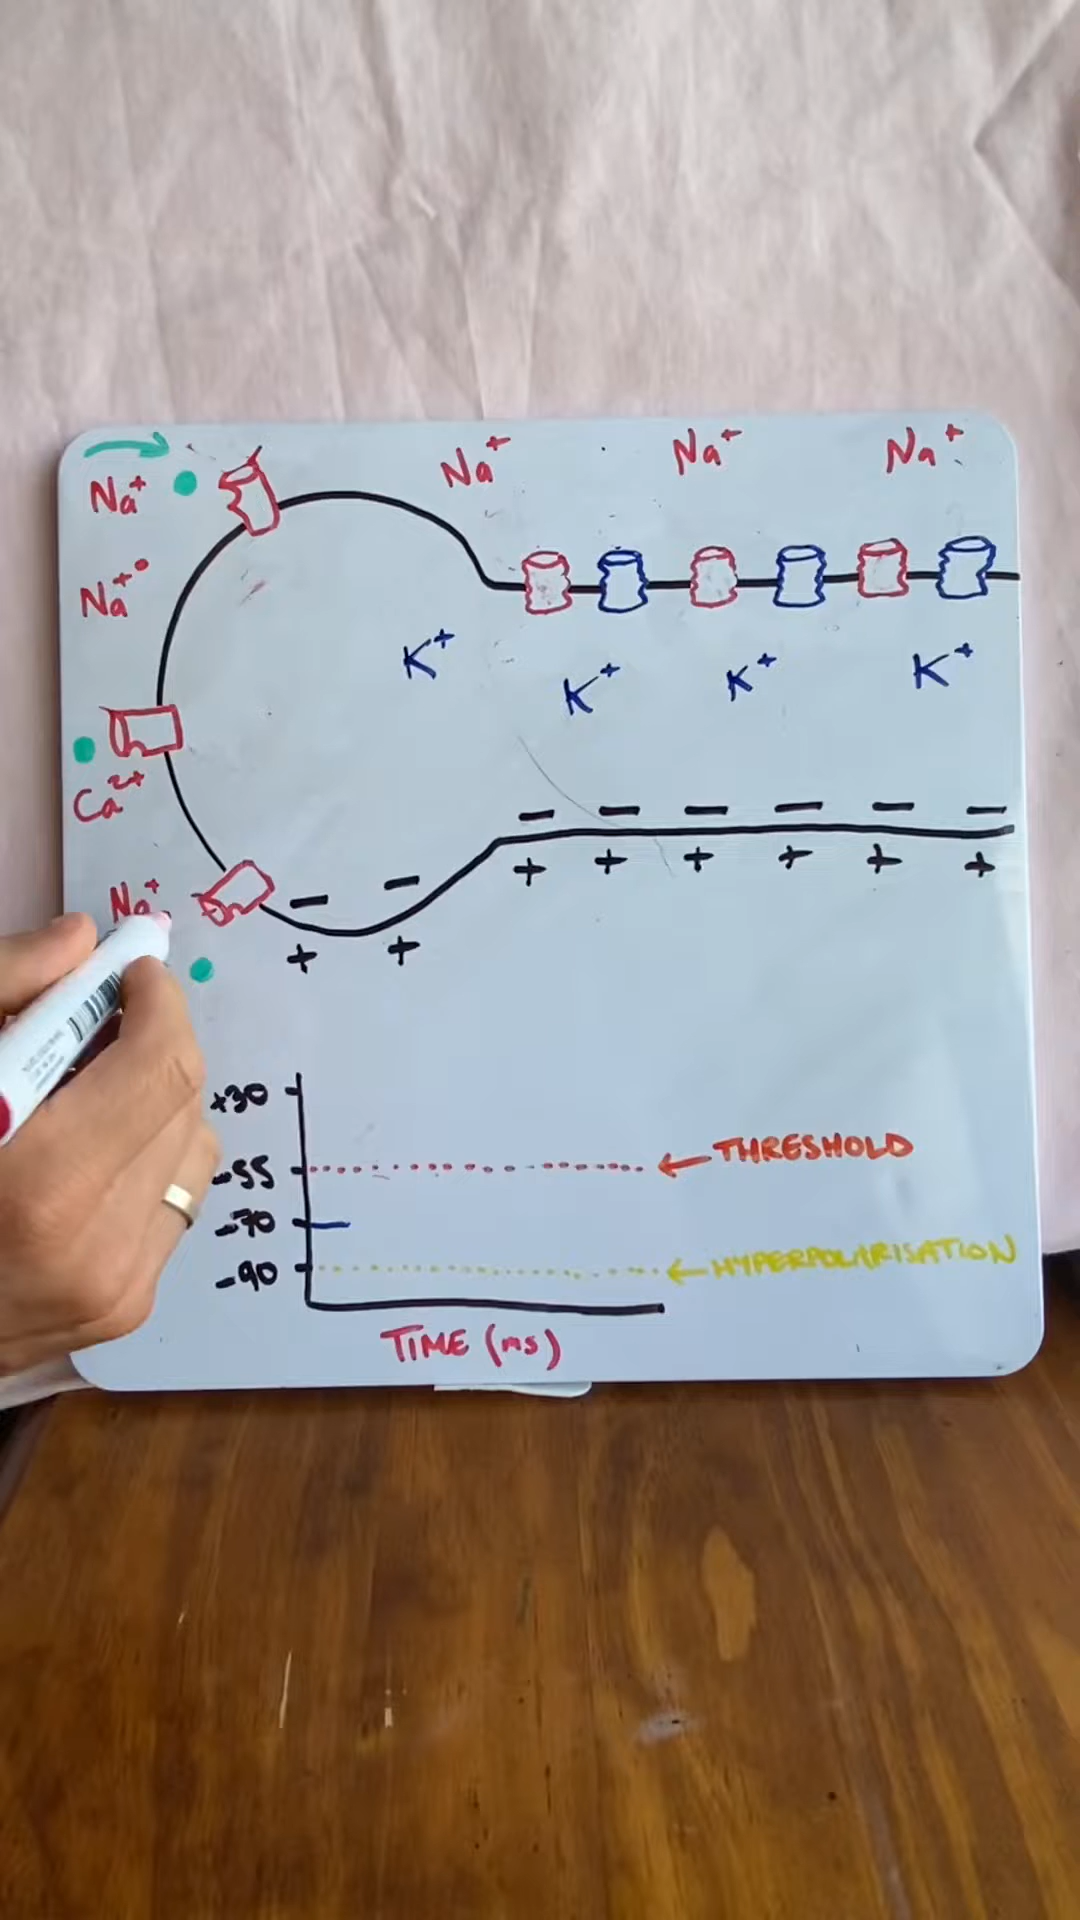 Na⁺ Na⁺ Na⁺
Na⁺
Na⁺
K⁺ K⁺ K⁺ K⁺
Ca²⁺
− − − − − −
+ + + + + +
Na⁺
− −
+ +
+30
-55 ← THRESHOLD
-70
-90 ← HYPERPOLARISATION
TIME (ms)